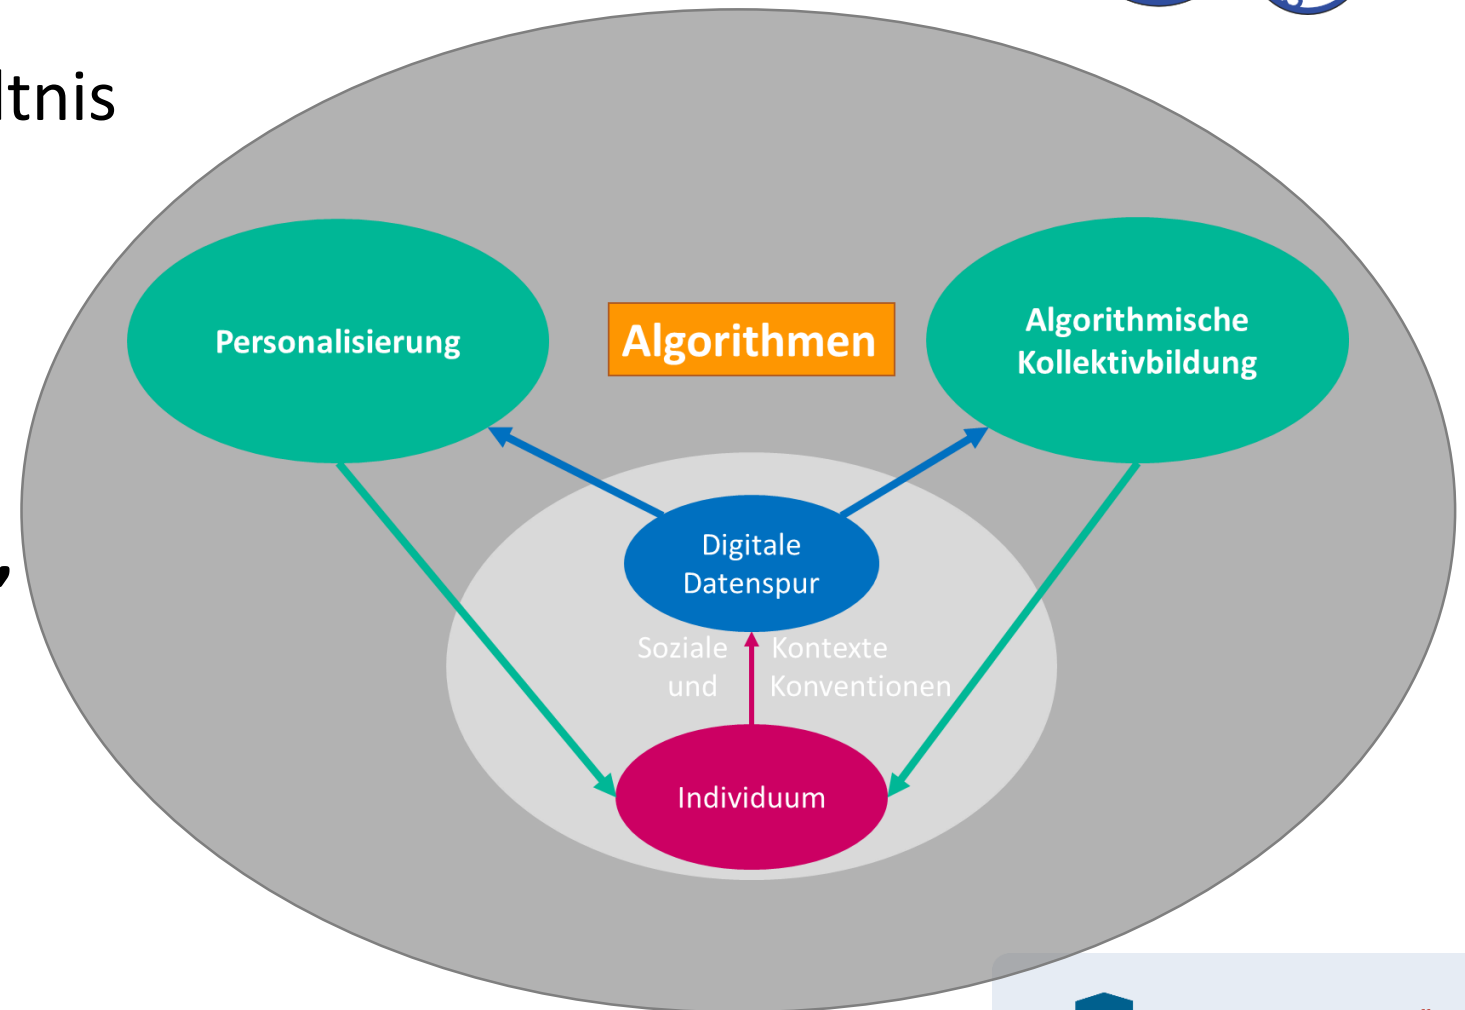 ltnis
Personalisierung
Algorithmen
Algorithmische
Kollektivbildung
Digitale
Datenspur
Soziale Kontexte
und Konventionen
Individuum